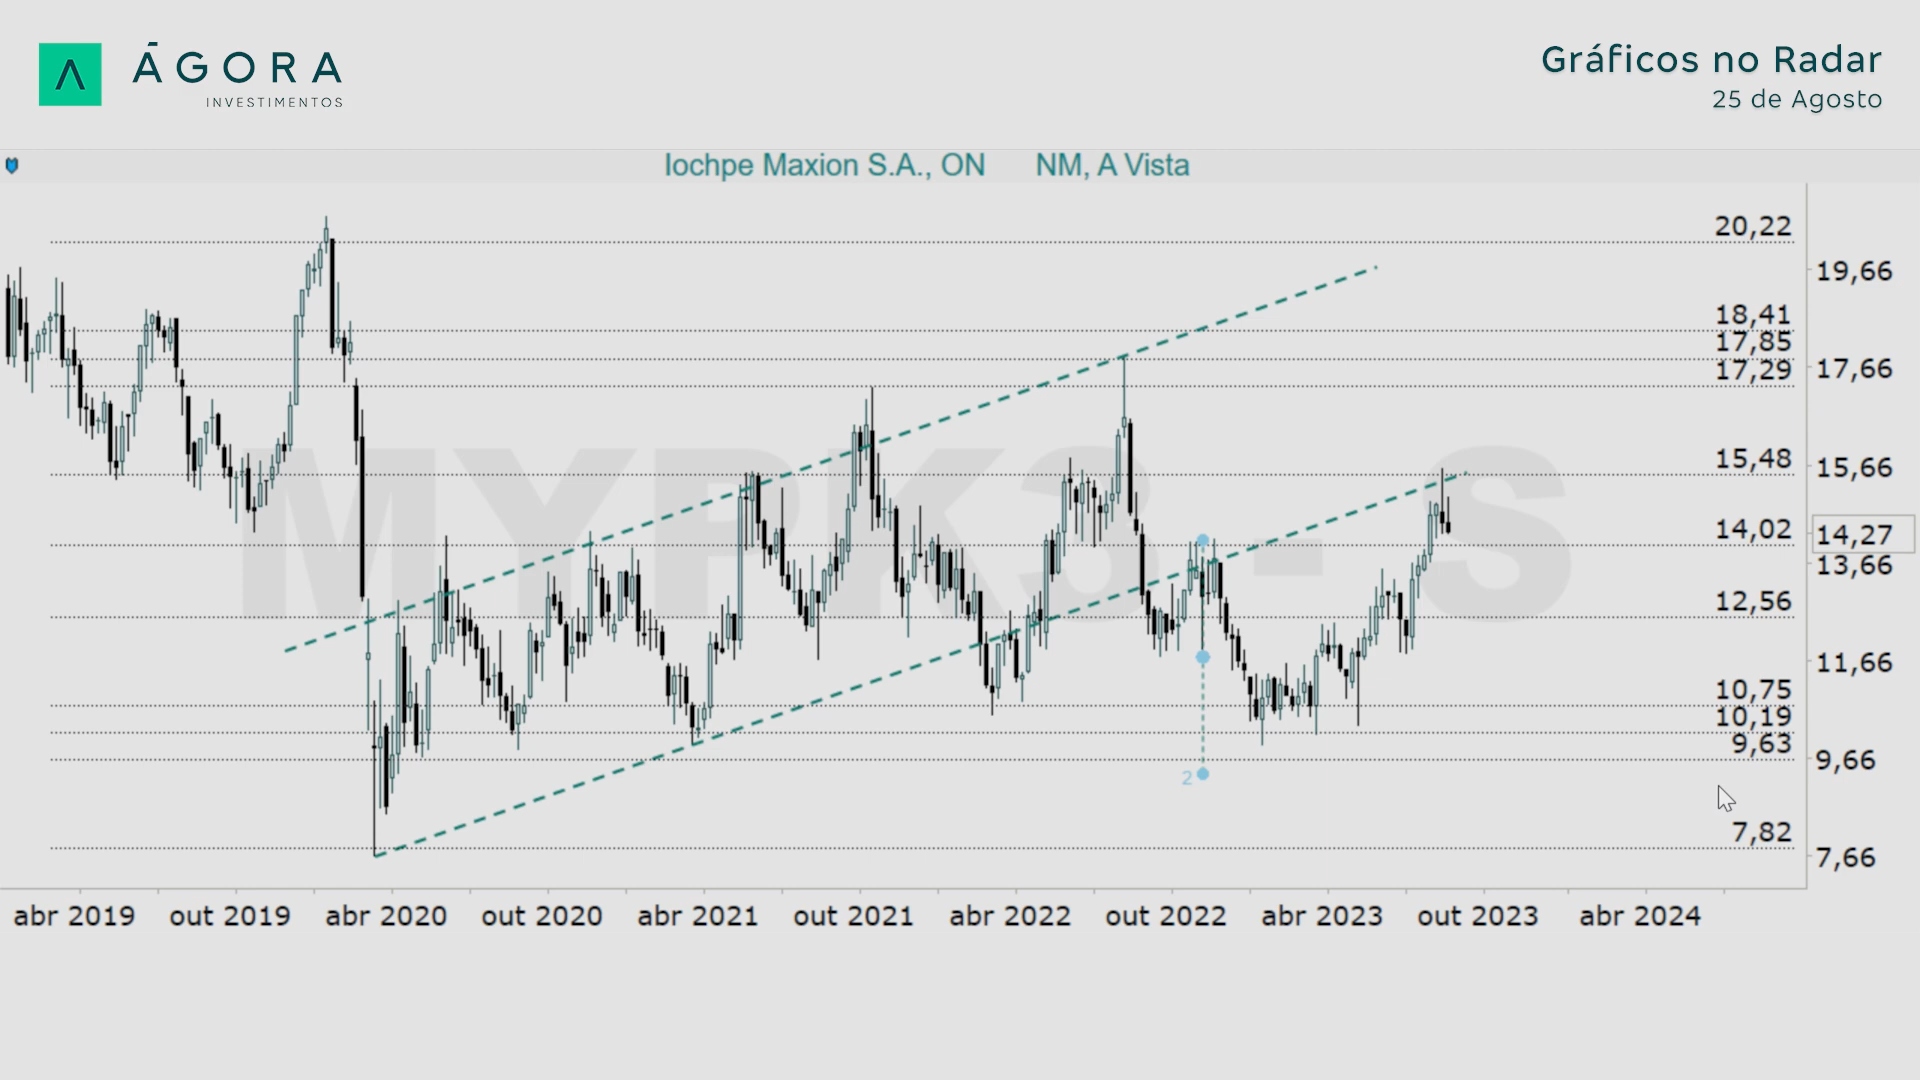 ÁGORA
INVESTIMENTOS
Gráficos no Radar
25 de Agosto
Iochpe Maxion S.A., ON NM, A Vista
MYPK3 - S
20,22
18,41
17,85
17,29
15,48
14,02
12,56
10,75
10,19
9,63
7,82
19,66
17,66
15,66
14,27
13,66
11,66
9,66
7,66
2
abr 2019 out 2019 abr 2020 out 2020 abr 2021 out 2021 abr 2022 out 2022 abr 2023 out 2023 abr 2024